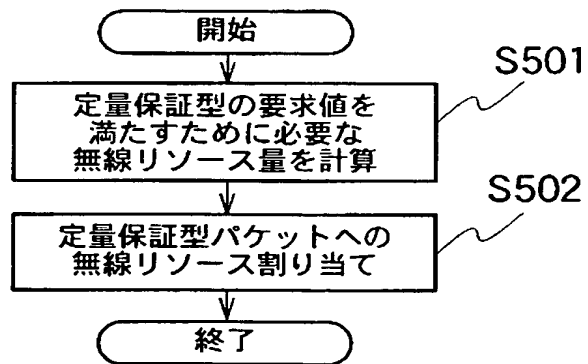 開始
S501
定量保証型の要求値を
満たすために必要な
無線リソース量を計算
S502
定量保証型パケットへの
無線リソース割り当て
終了